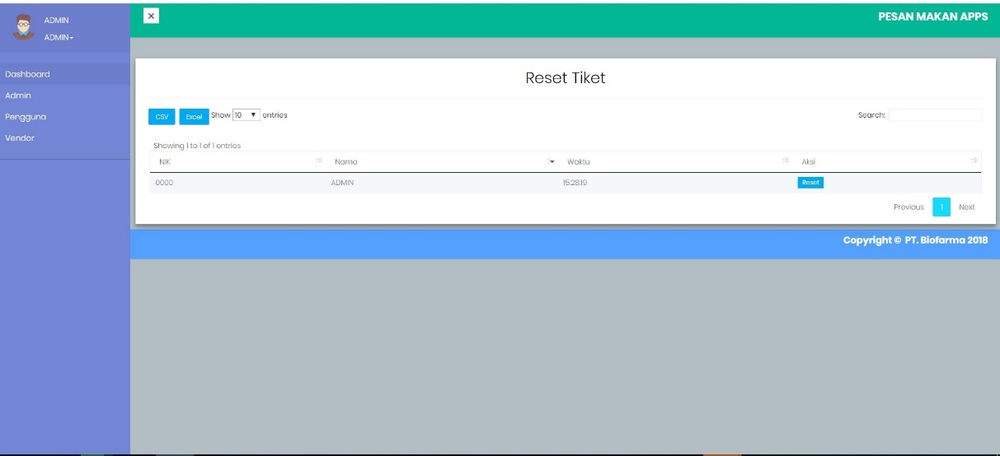 ADMIN
ADMIN
PESAN MAKAN APPS
Dashboard
Admin
Pengguna
Vendor
Reset Tiket
CSV Excel Show 10 entries
Search:
Showing 1 to 1 of 1 entries
NIK Nama Waktu Aksi
0000 ADMIN 15:28:19 Reset
Previous 1 Next
Copyright © PT. Biofarma 2018